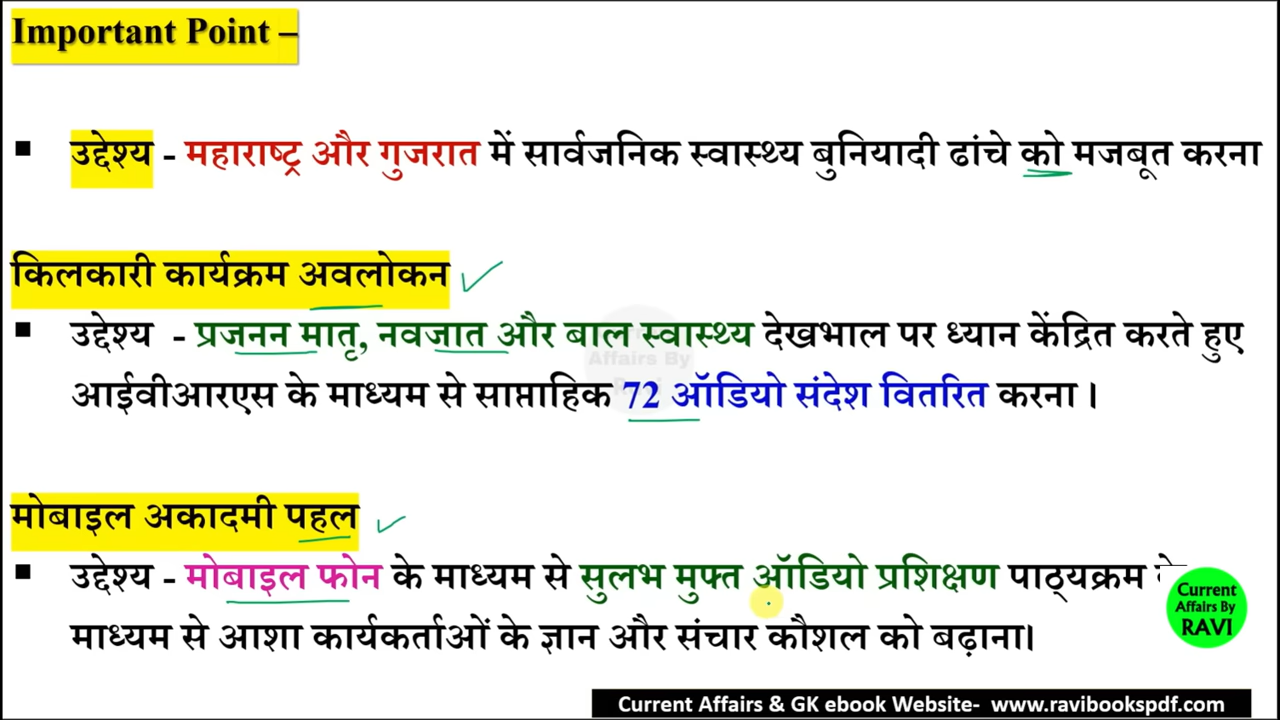 Important Point –
▪ उद्देश्य - महाराष्ट्र और गुजरात में सार्वजनिक स्वास्थ्य बुनियादी ढांचे को मजबूत करना
किलकारी कार्यक्रम अवलोकन
▪ उद्देश्य - प्रजनन मातृ, नवजात और बाल स्वास्थ्य देखभाल पर ध्यान केंद्रित करते हुए
आईवीआरएस के माध्यम से साप्ताहिक 72 ऑडियो संदेश वितरित करना।
मोबाइल अकादमी पहल
▪ उद्देश्य - मोबाइल फोन के माध्यम से सुलभ मुफ्त ऑडियो प्रशिक्षण पाठ्यक्रम
माध्यम से आशा कार्यकर्ताओं के ज्ञान और संचार कौशल को बढ़ाना।
Current
Affairs By
RAVI
Current Affairs & GK ebook Website- www.ravibookspdf.com